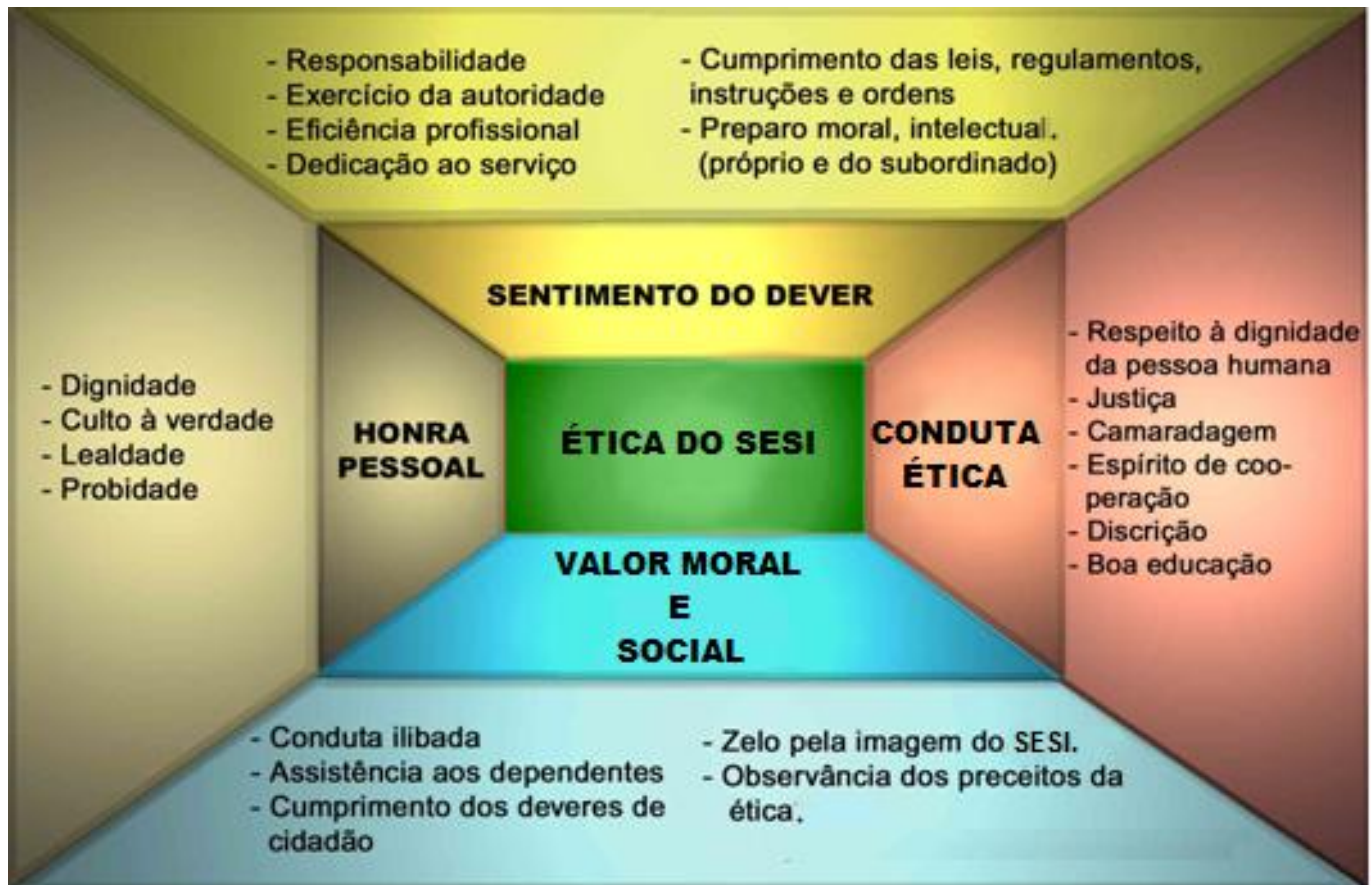 - Responsabilidade
- Exercício da autoridade
- Eficiência profissional
- Dedicação ao serviço
- Cumprimento das leis, regulamentos,
instruções e ordens
- Preparo moral, intelectual.
(próprio e do subordinado)
SENTIMENTO DO DEVER
- Dignidade
- Culto à verdade
- Lealdade
- Probidade
HONRA
PESSOAL
ÉTICA DO SESI
CONDUTA
ÉTICA
- Respeito à dignidade
da pessoa humana
- Justiça
- Camaradagem
- Espírito de coo-
peração
- Discrição
- Boa educação
VALOR MORAL
E
SOCIAL
- Conduta ilibada
- Assistência aos dependentes
- Cumprimento dos deveres de
cidadão
- Zelo pela imagem do SESI.
- Observância dos preceitos da
ética.